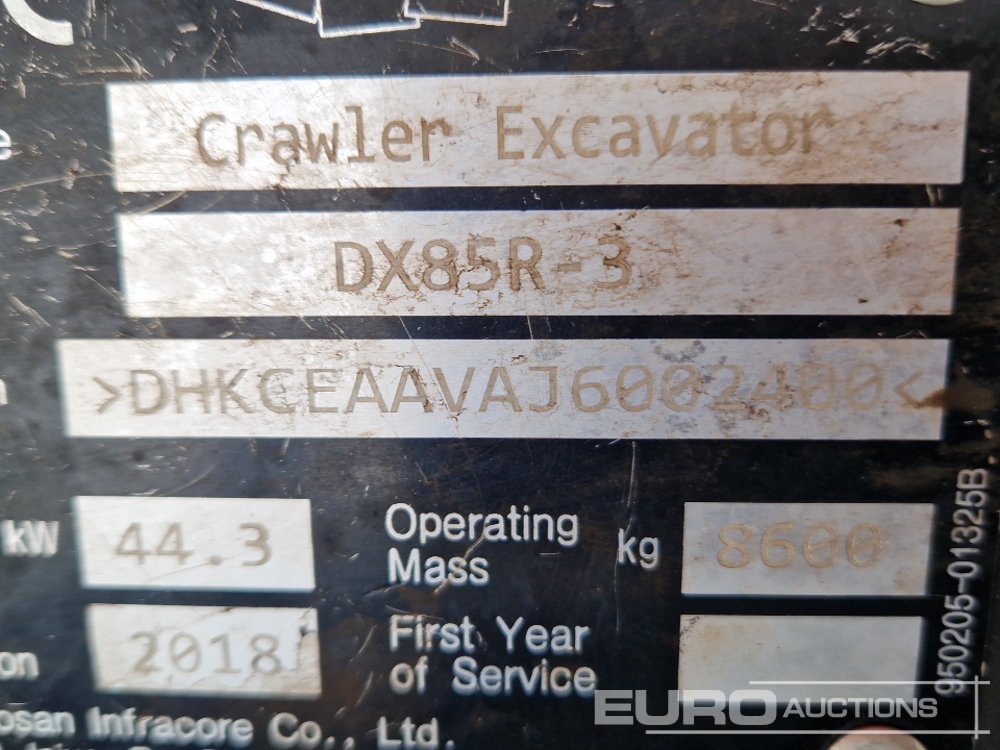 Crawler Excavator
DX85R-3
>DHKCEAAVAJ6002400<
kW 44.3 Operating Mass kg 8600
2018 First Year of Service
Infracore Co., Ltd.
950205-01325B
EURO AUCTIONS